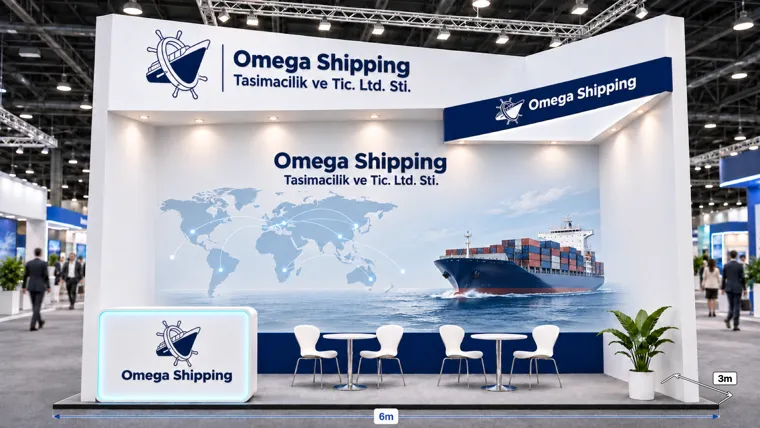 Omega Shipping
Tasimacilik ve Tic. Ltd. Sti.
Omega Shipping
Omega Shipping
Tasimacilik ve Tic. Ltd. Sti.
Omega Shipping
3m
6m